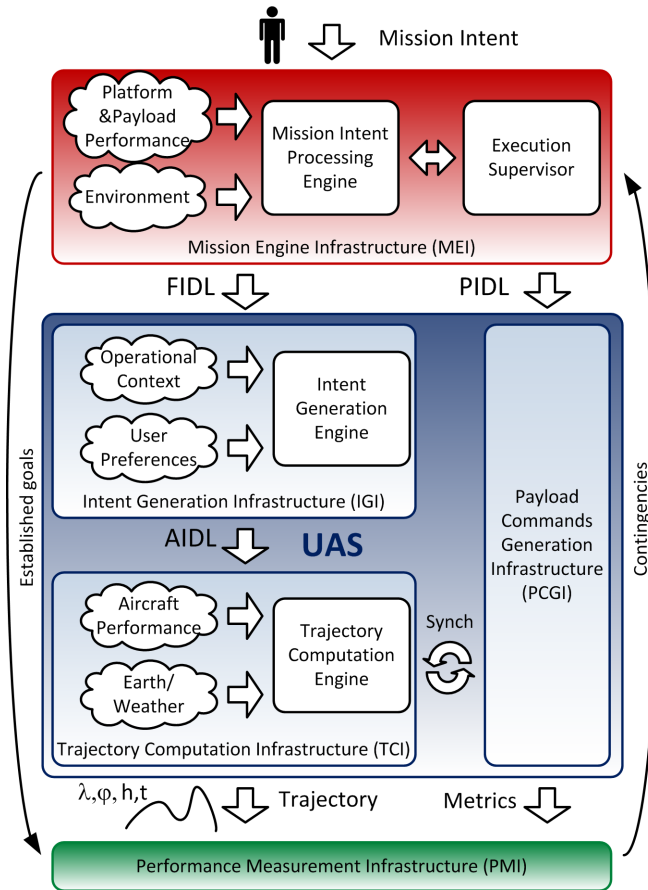 Mission Intent
Platform
&Payload
Performance
Environment
Mission Intent
Processing
Engine
Execution
Supervisor
Mission Engine Infrastructure (MEI)
FIDL
PIDL
Operational
Context
User
Preferences
Intent
Generation
Engine
Intent Generation Infrastructure (IGI)
AIDL
UAS
Aircraft
Performance
Earth/
Weather
Trajectory
Computation
Engine
Trajectory Computation Infrastructure (TCI)
Synch
Payload
Commands
Generation
Infrastructure
(PCGI)
Established goals
Contingencies
λ,φ, h,t
Trajectory
Metrics
Performance Measurement Infrastructure (PMI)